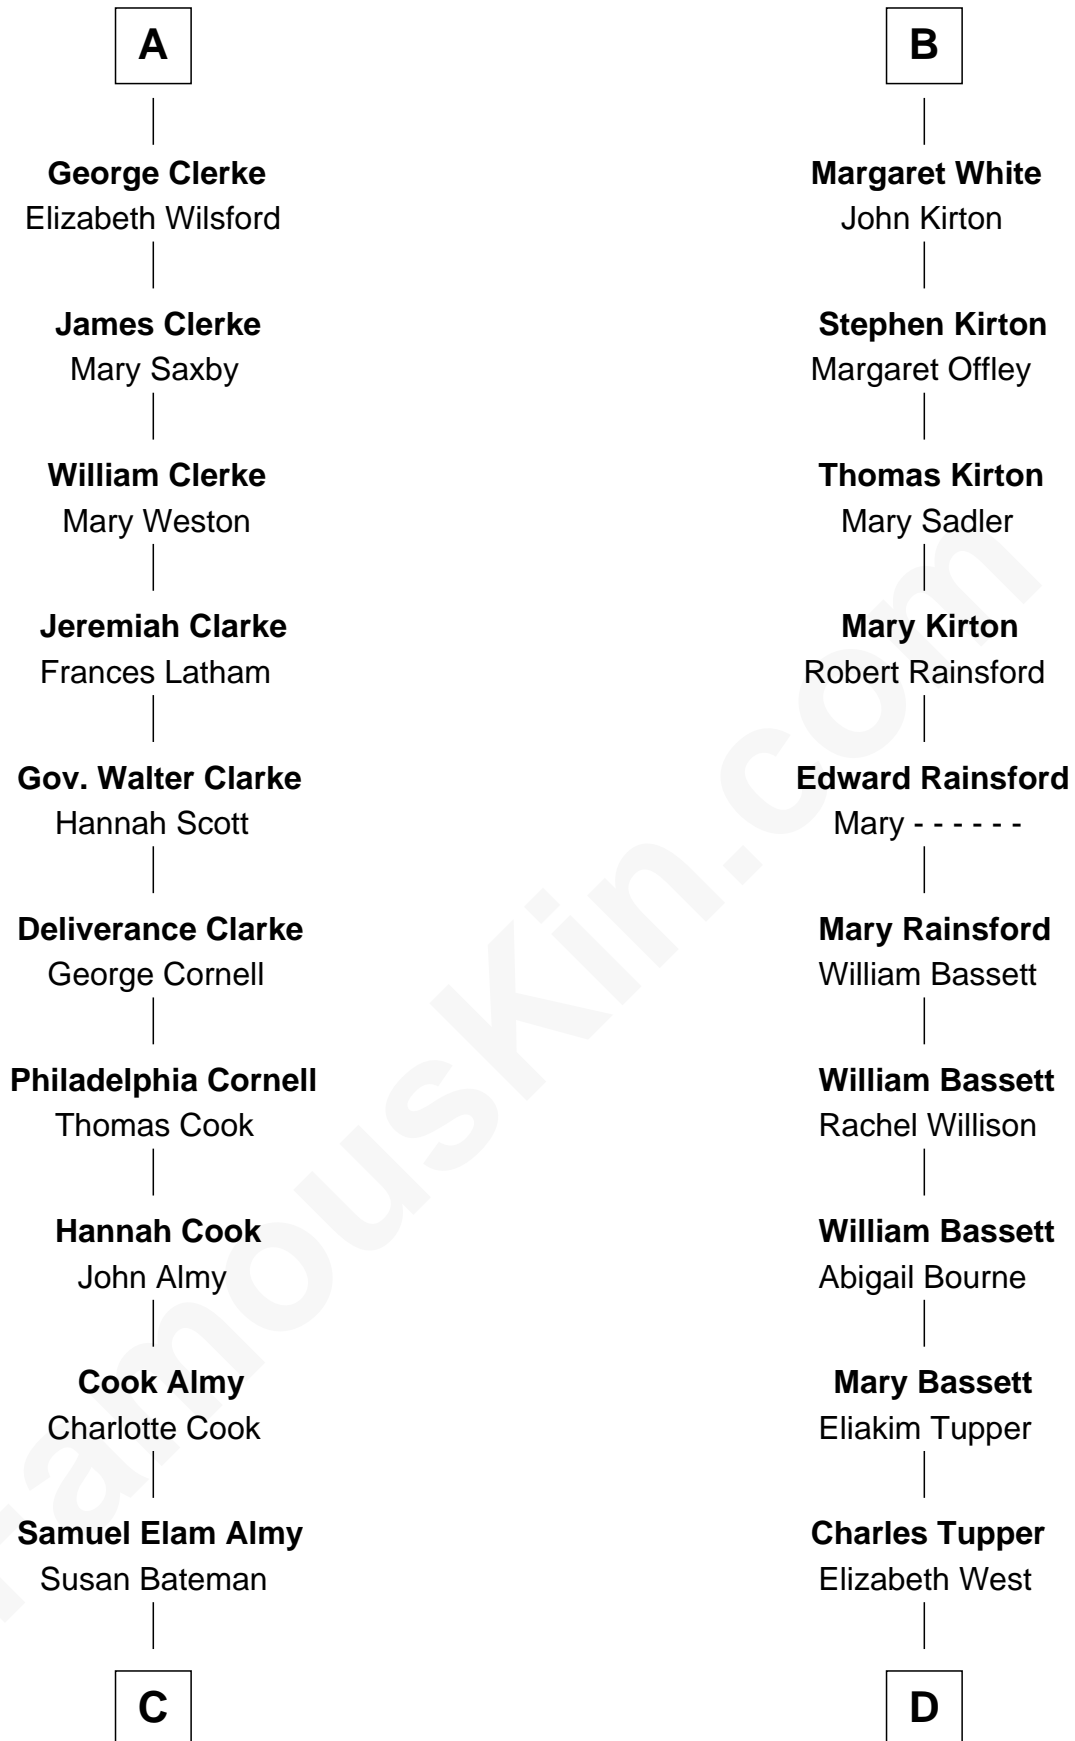 A
George Clerke
Elizabeth Wilsford
James Clerke
Mary Saxby
William Clerke
Mary Weston
Jeremiah Clarke
Frances Latham
Gov. Walter Clarke
Hannah Scott
Deliverance Clarke
George Cornell
Philadelphia Cornell
Thomas Cook
Hannah Cook
John Almy
Cook Almy
Charlotte Cook
Samuel Elam Almy
Susan Bateman
C
B
Margaret White
John Kirton
Stephen Kirton
Margaret Offley
Thomas Kirton
Mary Sadler
Mary Kirton
Robert Rainsford
Edward Rainsford
Mary - - - - - -
Mary Rainsford
William Bassett
William Bassett
Rachel Willison
William Bassett
Abigail Bourne
Mary Bassett
Eliakim Tupper
Charles Tupper
Elizabeth West
D
FamousKin.com